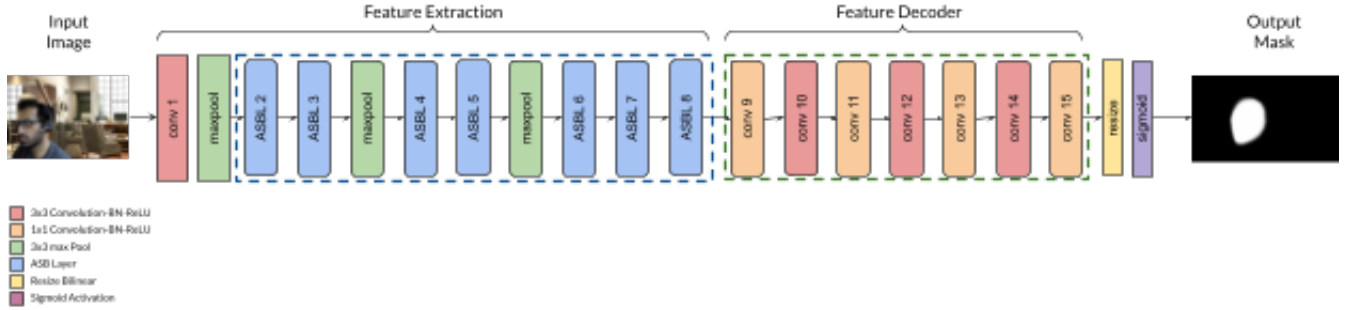 Input
Image
Feature Extraction
Feature Decoder
Output
Mask
conv 1
maxpool
ASBL 2
ASBL 3
maxpool
ASBL 4
ASBL 5
maxpool
ASBL 6
ASBL 7
ASBL 8
conv 9
conv 10
conv 11
conv 12
conv 13
conv 14
conv 15
resize
sigmoid
3x3 Convolution-BN-ReLU
1x1 Convolution-BN-ReLU
3x3 max Pool
ASB Layer
Resize Bilinear
Sigmoid Activation